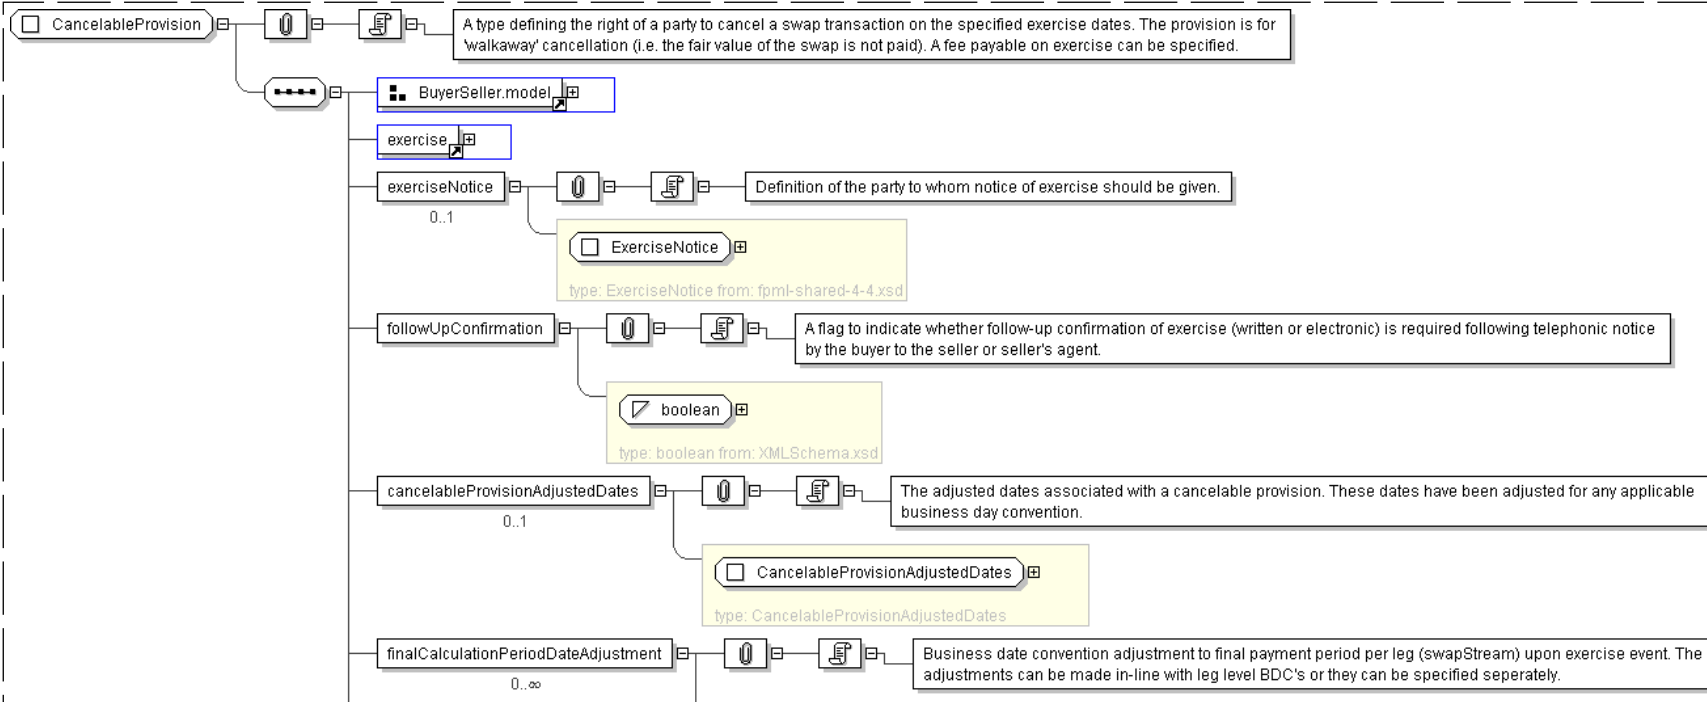 CancelableProvision
A type defining the right of a party to cancel a swap transaction on the specified exercise dates. The provision is for
'walkaway' cancellation (i.e. the fair value of the swap is not paid). A fee payable on exercise can be specified.
BuyerSeller.model
exercise
exerciseNotice
Definition of the party to whom notice of exercise should be given.
0..1
ExerciseNotice
type: ExerciseNotice from: fpml-shared-4-4.xsd
followUpConfirmation
A flag to indicate whether follow-up confirmation of exercise (written or electronic) is required following telephonic notice
by the buyer to the seller or seller's agent.
boolean
type: boolean from: XMLSchema.xsd
cancelableProvisionAdjustedDates
The adjusted dates associated with a cancelable provision. These dates have been adjusted for any applicable
business day convention.
0..1
CancelableProvisionAdjustedDates
type: CancelableProvisionAdjustedDates
finalCalculationPeriodDateAdjustment
Business date convention adjustment to final payment period per leg (swapStream) upon exercise event. The
adjustments can be made in-line with leg level BDC's or they can be specified seperately.
0..∞